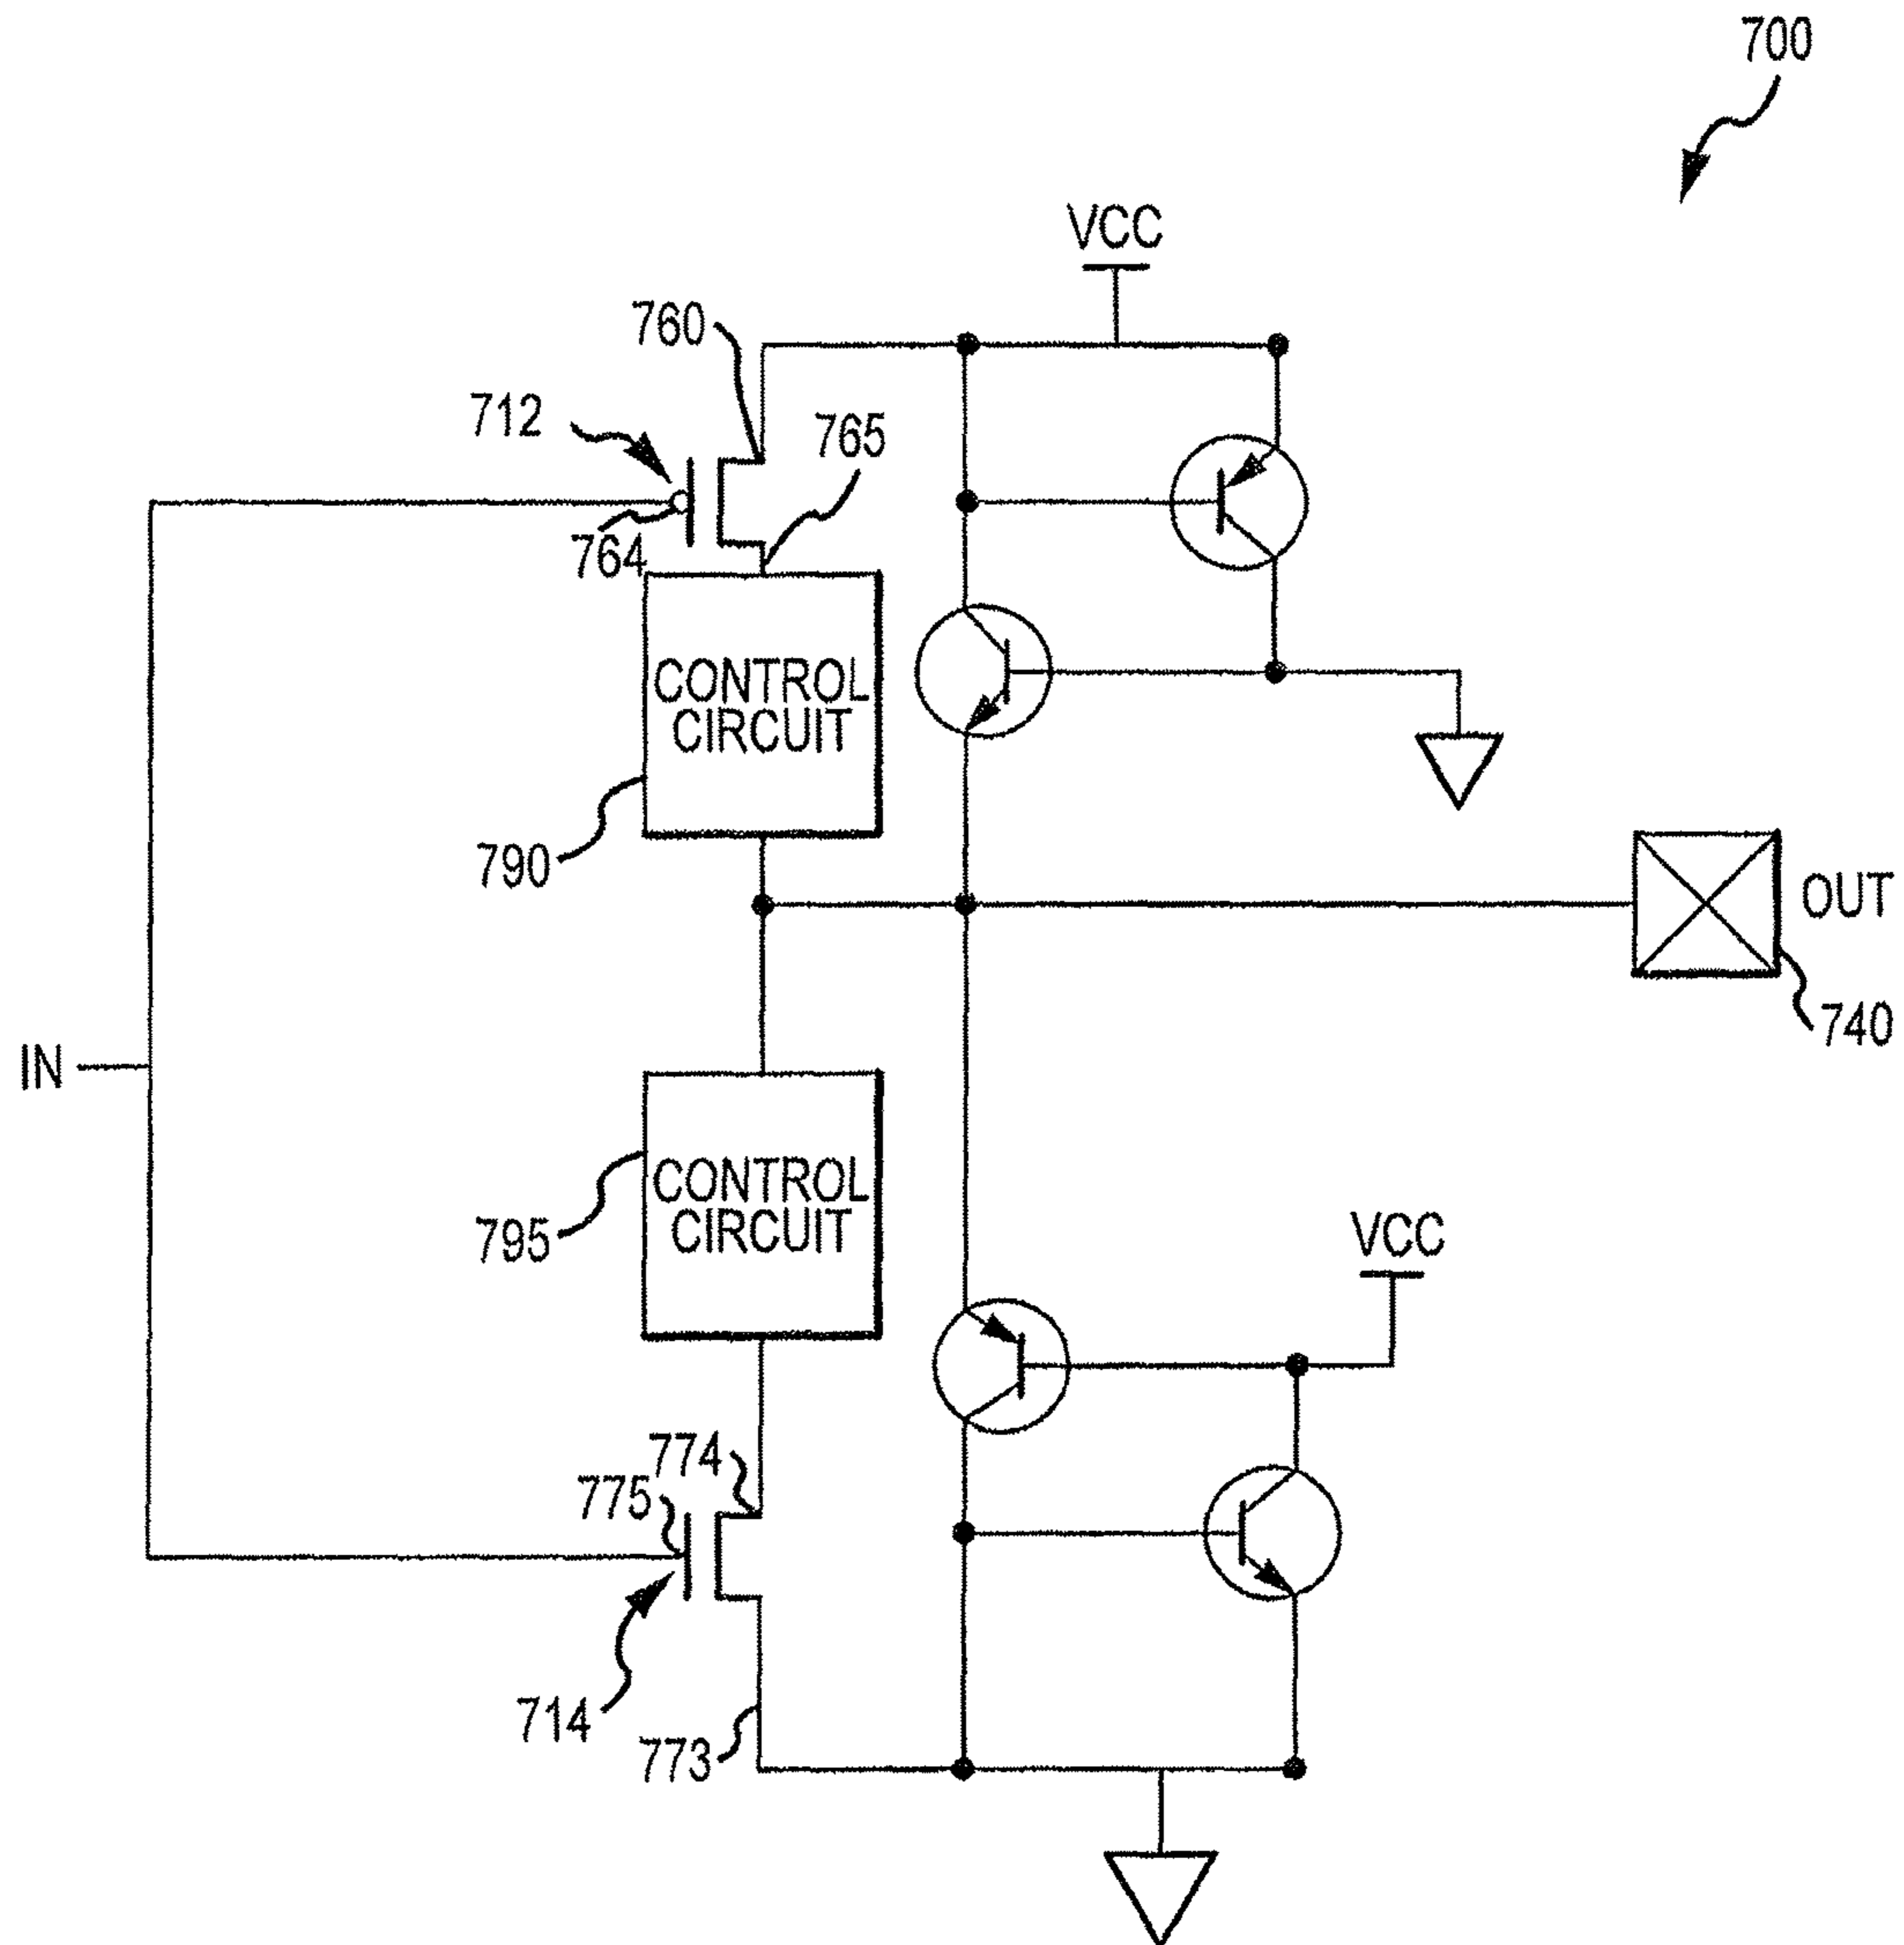 700
VCC
760
712
765
764
CONTROL
CIRCUIT
790
OUT
740
IN
CONTROL
CIRCUIT
795
VCC
774
775
714
773